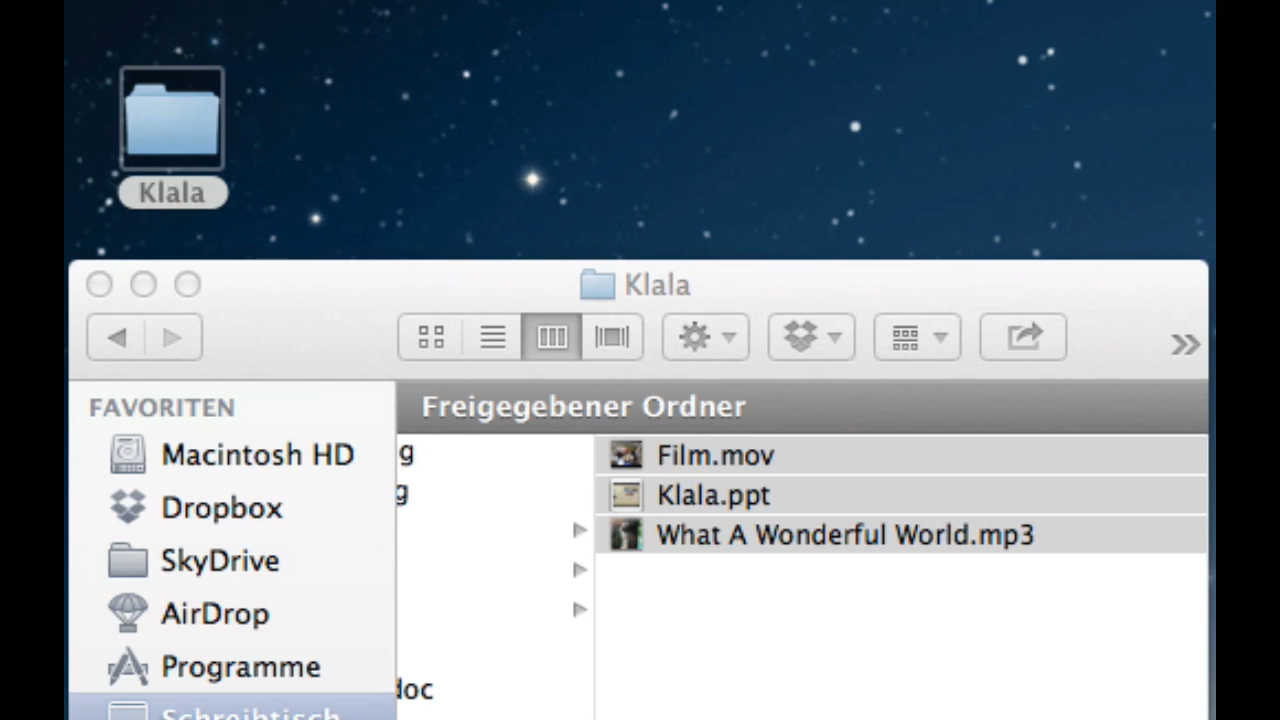 Klala
Klala
FAVORITEN
Freigegebener Ordner
Macintosh HD
g
Film.mov
Dropbox
g
Klala.ppt
What A Wonderful World.mp3
SkyDrive
AirDrop
Programme
doc
Schreibtisch